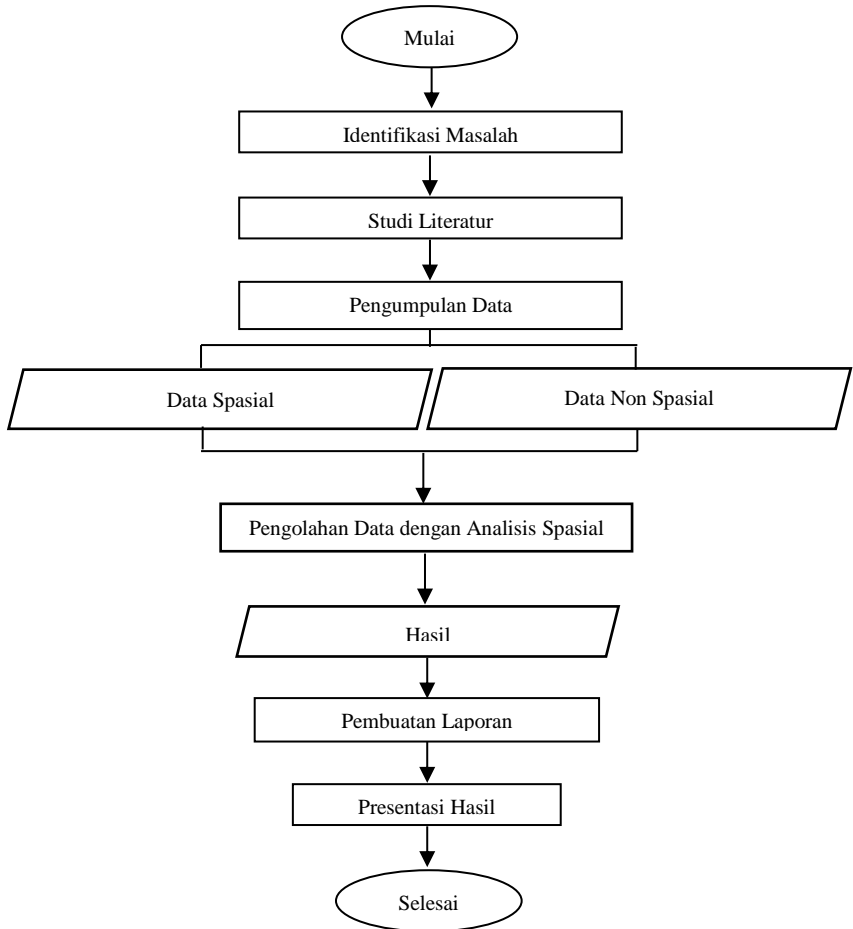 Mulai
Identifikasi Masalah
Studi Literatur
Pengumpulan Data
Data Spasial
Data Non Spasial
Pengolahan Data dengan Analisis Spasial
Hasil
Pembuatan Laporan
Presentasi Hasil
Selesai